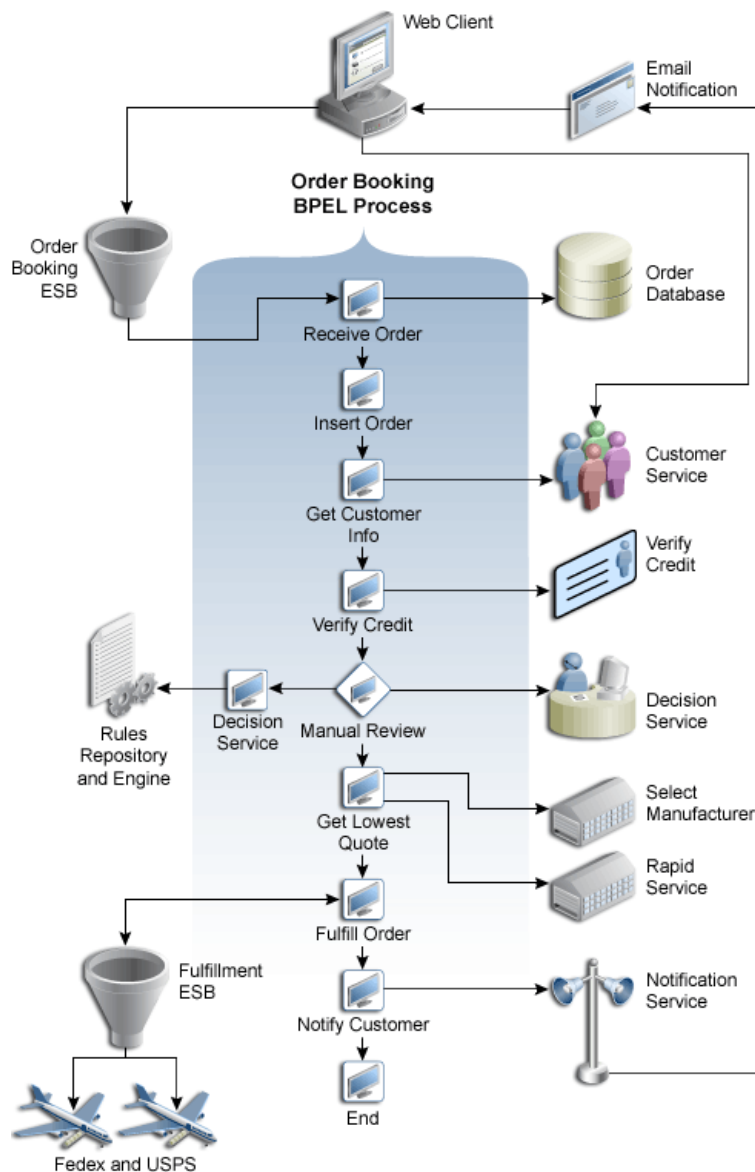 Web Client
Email
Notification
Order Booking
BPEL Process
Order
Booking
ESB
Order
Database
Receive Order
Insert Order
Customer
Service
Get Customer
Info
Verify
Credit
Verify Credit
Decision
Service
Manual Review
Decision
Service
Rules
Repository
and Engine
Select
Manufacturer
Get Lowest
Quote
Rapid
Service
Fulfill Order
Fulfillment
ESB
Notification
Service
Notify Customer
End
Fedex and USPS